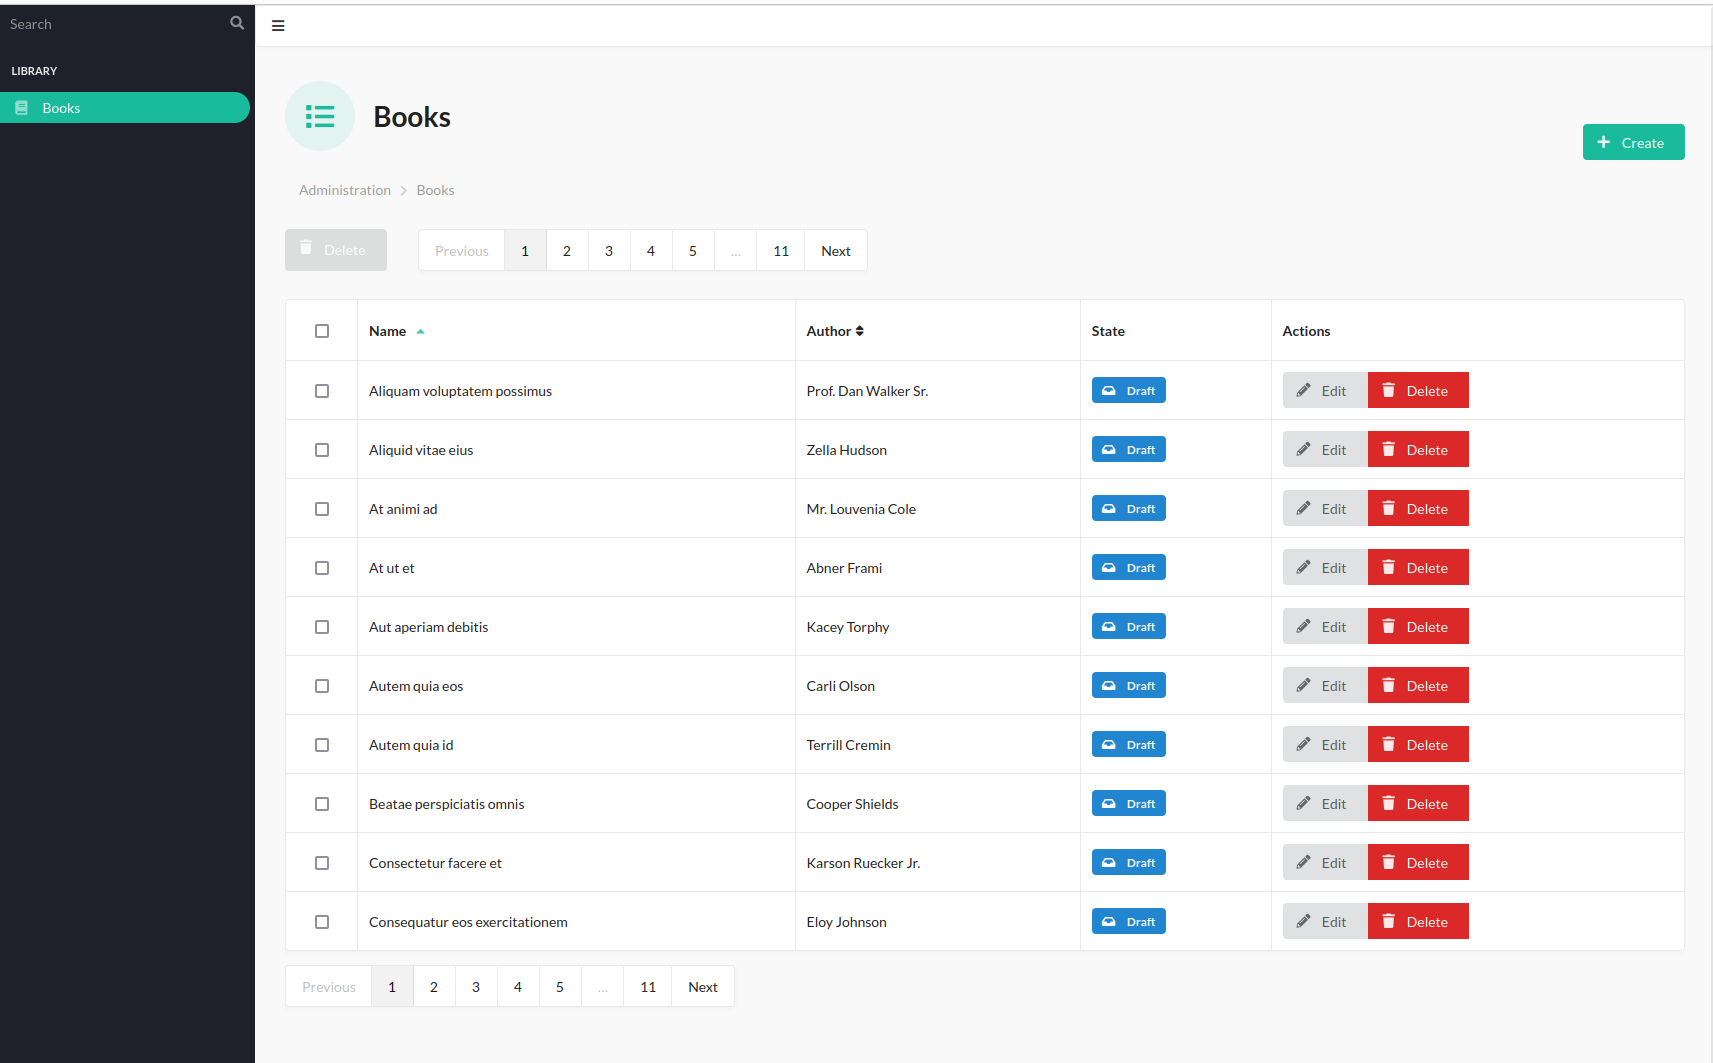 Search
LIBRARY
Books
Books
Create
Administration Books
Delete Previous 1 2 3 4 5 ... 11 Next
Name Author State Actions
Aliquam voluptatem possimus Prof. Dan Walker Sr. Draft Edit Delete
Aliquid vitae eius Zella Hudson Draft Edit Delete
At animi ad Mr. Louvenia Cole Draft Edit Delete
At ut et Abner Frami Draft Edit Delete
Aut aperiam debitis Kacey Torphy Draft Edit Delete
Autem quia eos Carli Olson Draft Edit Delete
Autem quia id Terrill Cremin Draft Edit Delete
Beatae perspiciatis omnis Cooper Shields Draft Edit Delete
Consectetur facere et Karson Ruecker Jr. Draft Edit Delete
Consequatur eos exercitationem Eloy Johnson Draft Edit Delete
Previous 1 2 3 4 5 ... 11 Next